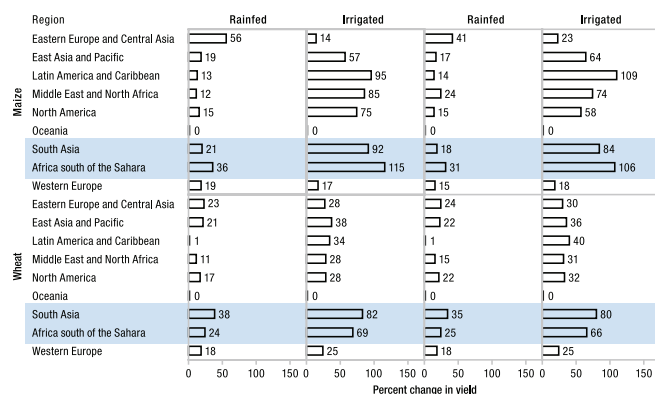 Region Rainfed Irrigated Rainfed Irrigated
Maize
Eastern Europe and Central Asia 56 14 41 23
East Asia and Pacific 19 57 17 64
Latin America and Caribbean 13 95 14 109
Middle East and North Africa 12 85 24 74
North America 15 75 15 58
Oceania 0 0 0 0
South Asia 21 92 18 84
Africa south of the Sahara 36 115 31 106
Western Europe 19 17 15 18
Wheat
Eastern Europe and Central Asia 23 28 24 30
East Asia and Pacific 21 38 22 36
Latin America and Caribbean 1 34 1 40
Middle East and North Africa 11 28 15 31
North America 17 28 22 32
Oceania 0 0 0 0
South Asia 38 82 35 80
Africa south of the Sahara 24 69 25 66
Western Europe 18 25 18 25
0 50 100 150 0 50 100 150 0 50 100 150 0 50 100 150
Percent change in yield